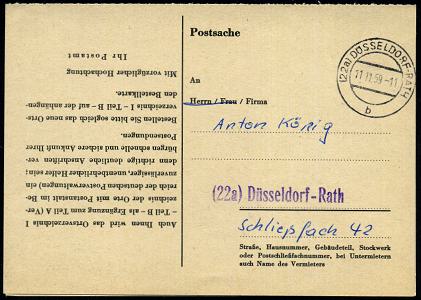 Postsache
An
Herrn / Frau / Firma
Anton König
(22a) Düsseldorf-Rath
Schließfach 42
Straße, Hausnummer, Gebäudeteil, Stockwerk
oder Postschließfachnummer, bei Untermietern
auch Name des Vermieters
(22a) DÜSSELDORF-RATH
11.11.59-11
b
Auch Ihnen wird das Ortsverzeichnis I
– Teil B – als Ergänzung zum Teil A (Ver-
zeichnis der Orte mit Postanstalt im Be-
reich der deutschen Postverwaltungen) ein
zuverlässiger, unentbehrlicher Helfer sein;
denn richtige deutliche Anschriften ver-
bürgen schnelle und sichere Ankunft Ihrer
Postsendungen.
Bestellen Sie bitte sogleich das neue Orts-
verzeichnis I – Teil B – auf der anhängen-
den Bestellkarte.
Mit vorzüglicher Hochachtung
Ihr Postamt